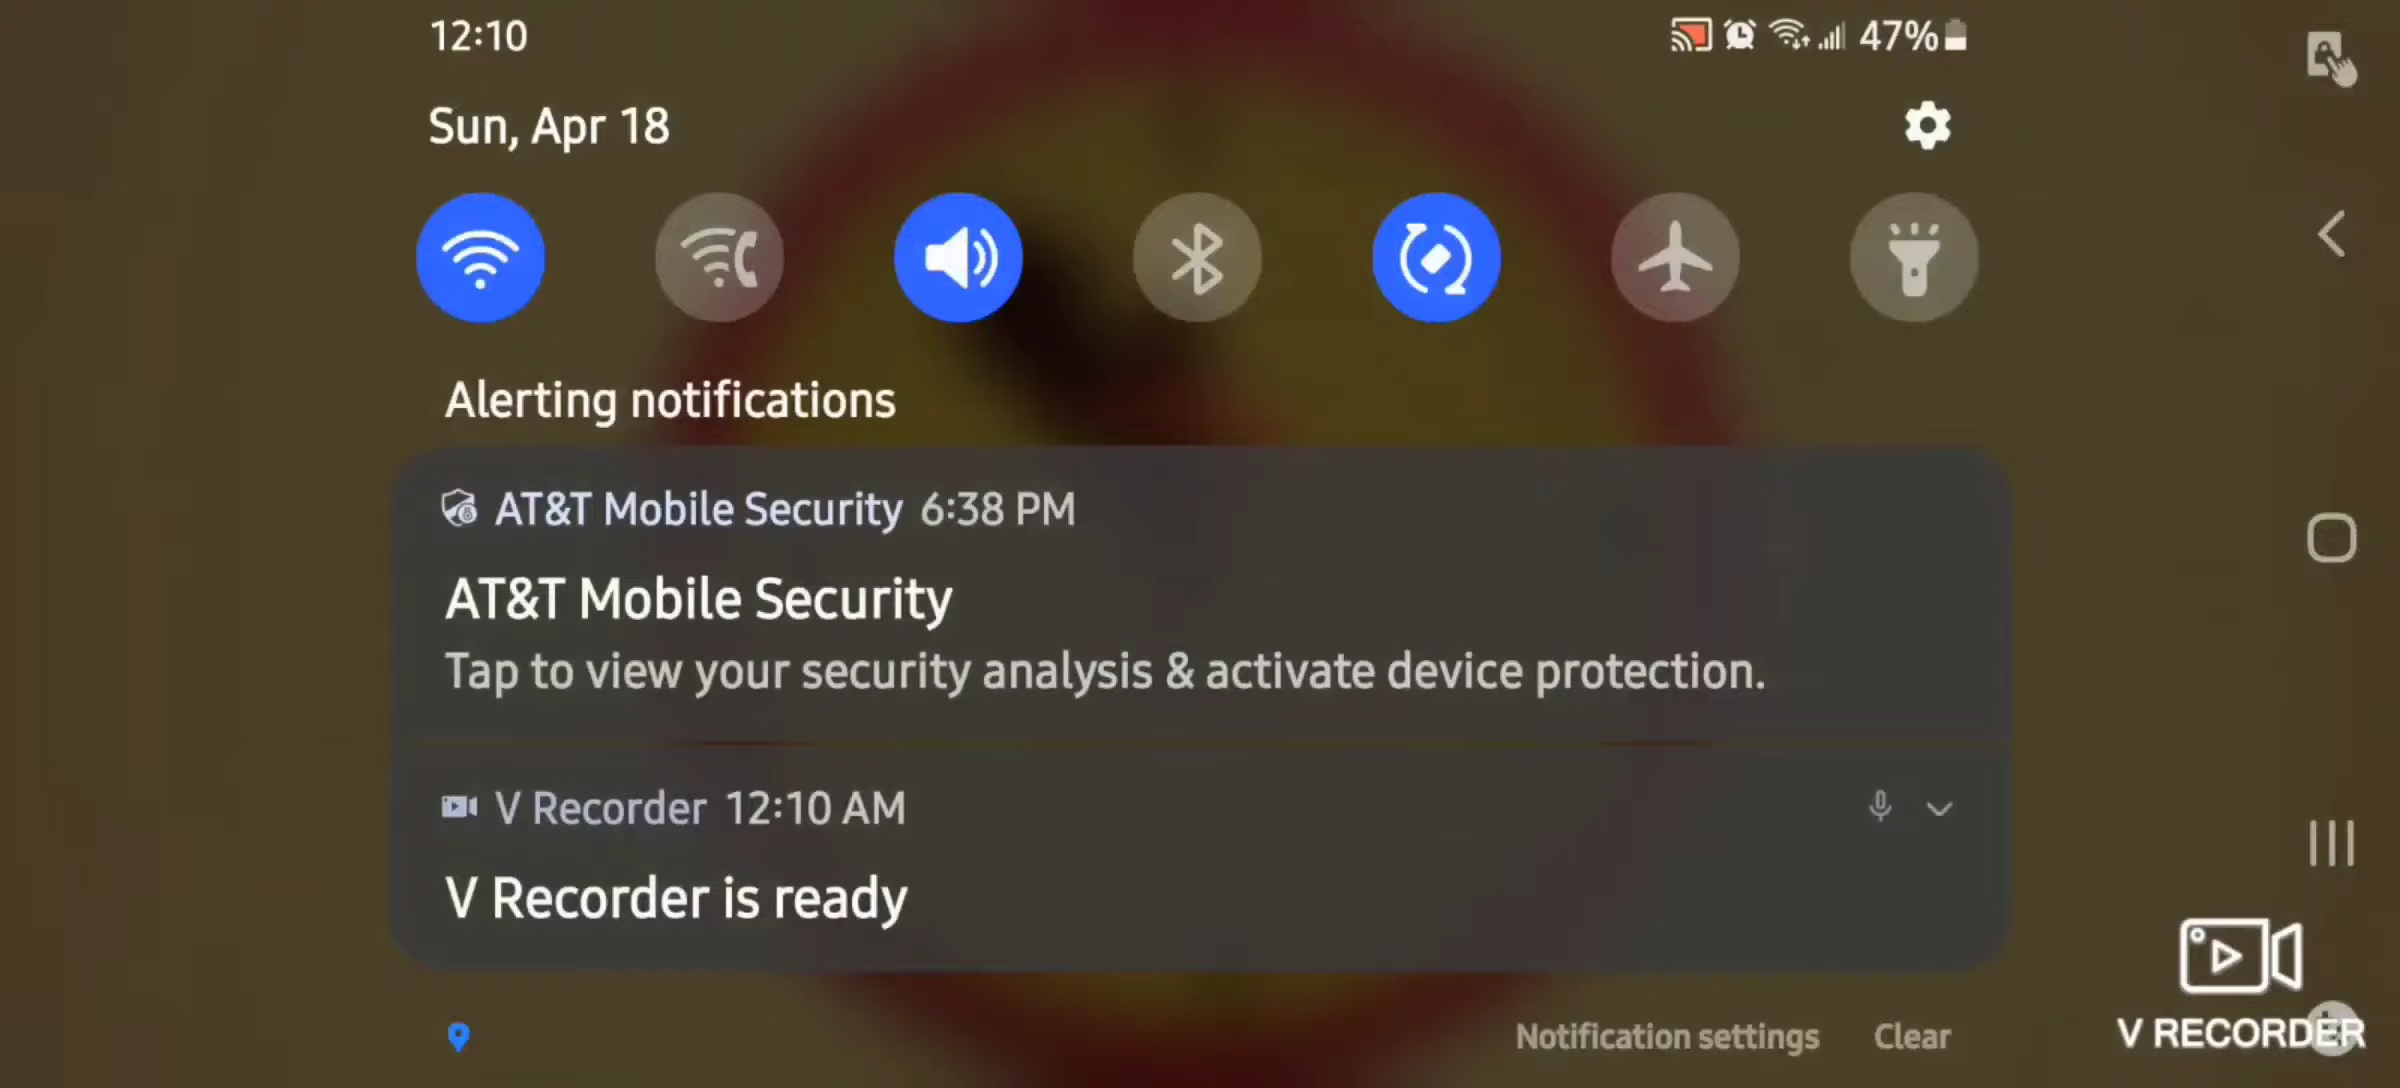 12:10
47%
Sun, Apr 18
Alerting notifications
AT&T Mobile Security 6:38 PM
AT&T Mobile Security
Tap to view your security analysis & activate device protection.
V Recorder 12:10 AM
V Recorder is ready
Notification settings Clear
V RECORDER